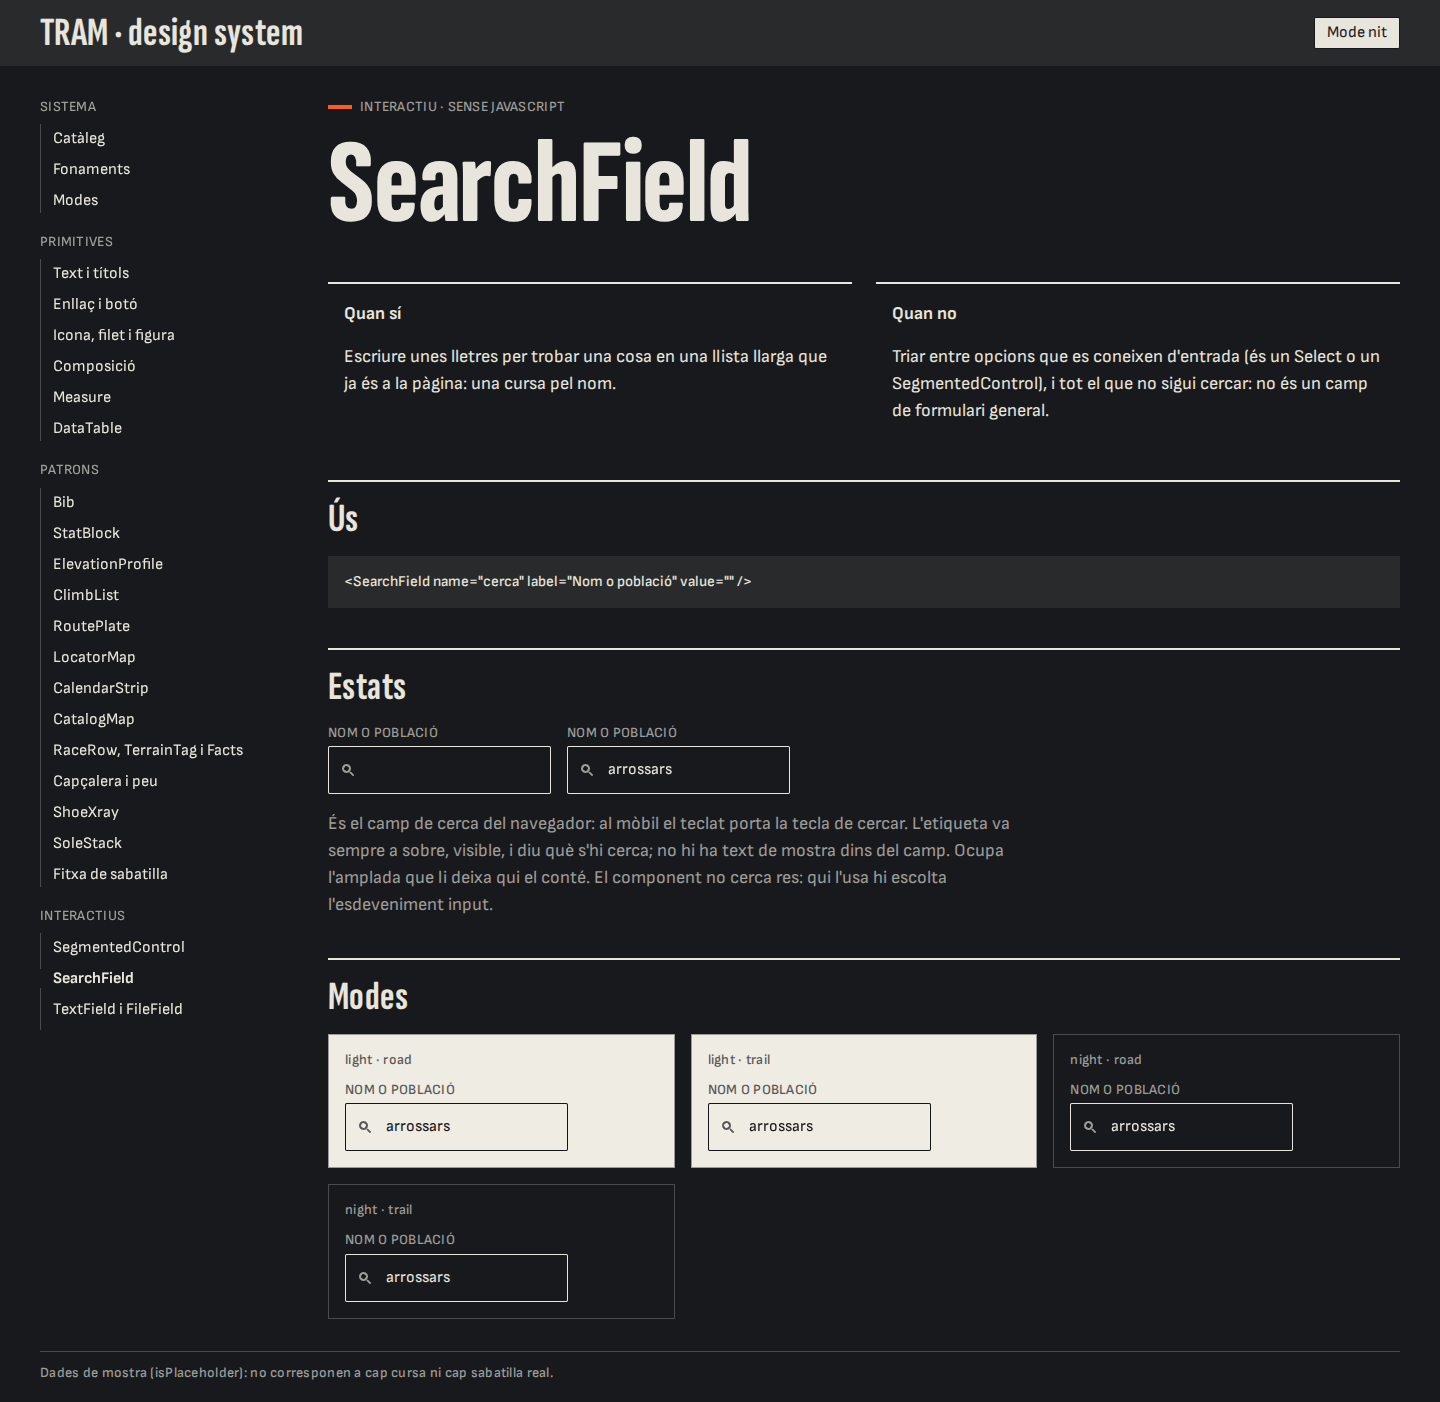 TRAM · design system
Mode nit
SISTEMA
Catàleg
Fonaments
Modes
PRIMITIVES
Text i títols
Enllaç i botó
Icona, filet i figura
Composició
Measure
DataTable
PATRONS
Bib
StatBlock
ElevationProfile
ClimbList
RoutePlate
LocatorMap
CalendarStrip
CatalogMap
RaceRow, TerrainTag i Facts
Capçalera i peu
ShoeXray
SoleStack
Fitxa de sabatilla
INTERACTIUS
SegmentedControl
SearchField
TextField i FileField
INTERACTIU · SENSE JAVASCRIPT
SearchField
Quan sí
Escriure unes lletres per trobar una cosa en una llista llarga que
ja és a la pàgina: una cursa pel nom.
Quan no
Triar entre opcions que es coneixen d'entrada (és un Select o un
SegmentedControl), i tot el que no sigui cercar: no és un camp
de formulari general.
Ús
<SearchField name="cerca" label="Nom o població" value="" />
Estats
NOM O POBLACIÓ
NOM O POBLACIÓ
arrossars
És el camp de cerca del navegador: al mòbil el teclat porta la tecla de cercar. L'etiqueta va
sempre a sobre, visible, i diu què s'hi cerca; no hi ha text de mostra dins del camp. Ocupa
l'amplada que li deixa qui el conté. El component no cerca res: qui l'usa hi escolta
l'esdeveniment input.
Modes
light · road
NOM O POBLACIÓ
arrossars
light · trail
NOM O POBLACIÓ
arrossars
night · road
NOM O POBLACIÓ
arrossars
night · trail
NOM O POBLACIÓ
arrossars
Dades de mostra (isPlaceholder): no corresponen a cap cursa ni cap sabatilla real.